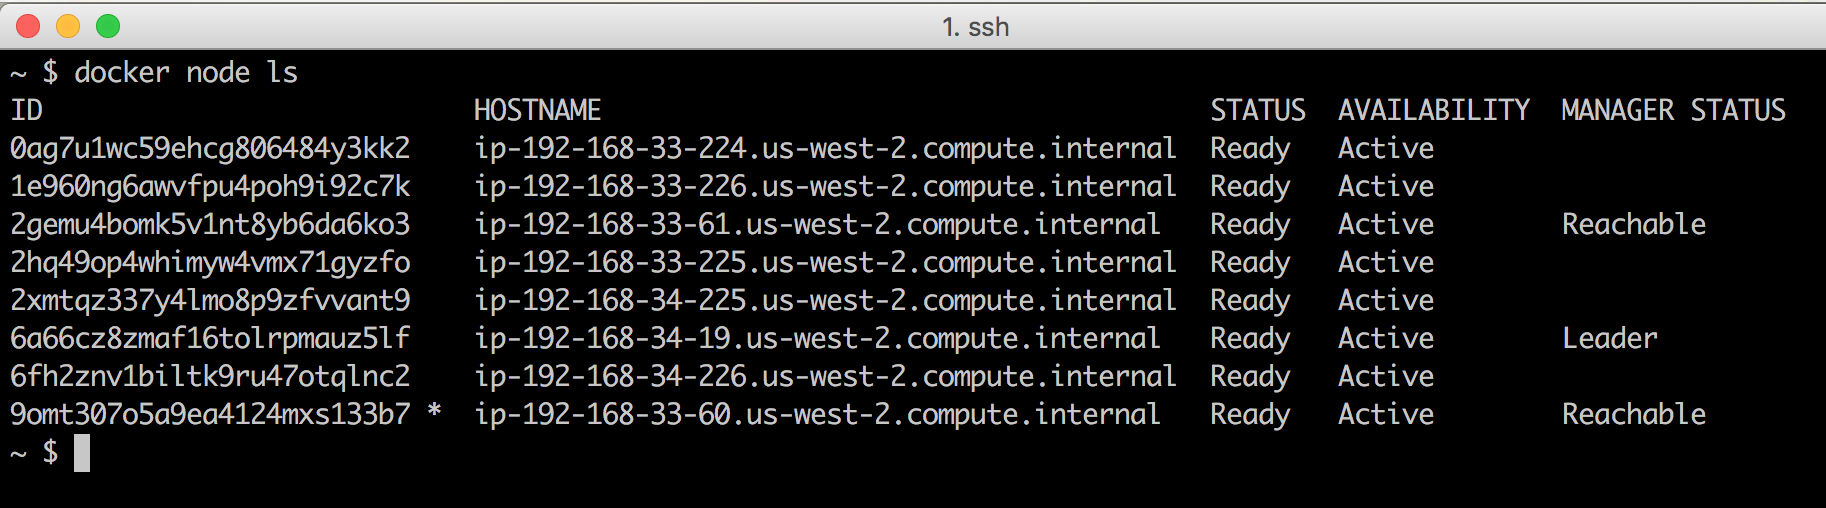 1. ssh
~ $ docker node ls
ID HOSTNAME STATUS AVAILABILITY MANAGER STATUS
0ag7u1wc59ehcg806484y3kk2 ip-192-168-33-224.us-west-2.compute.internal Ready Active
1e960ng6awvfpu4poh9i92c7k ip-192-168-33-226.us-west-2.compute.internal Ready Active
2gemu4bomk5v1nt8yb6da6ko3 ip-192-168-33-61.us-west-2.compute.internal Ready Active Reachable
2hq49op4whimyw4vmx71gyzfo ip-192-168-33-225.us-west-2.compute.internal Ready Active
2xmtqz337y4lmo8p9zfvvant9 ip-192-168-34-225.us-west-2.compute.internal Ready Active
6a66cz8zmaf16tolrpmauz5lf ip-192-168-34-19.us-west-2.compute.internal Ready Active Leader
6fh2znv1biltk9ru47otqlnc2 ip-192-168-34-226.us-west-2.compute.internal Ready Active
9omt307o5a9ea4124mxs133b7 * ip-192-168-33-60.us-west-2.compute.internal Ready Active Reachable
~ $